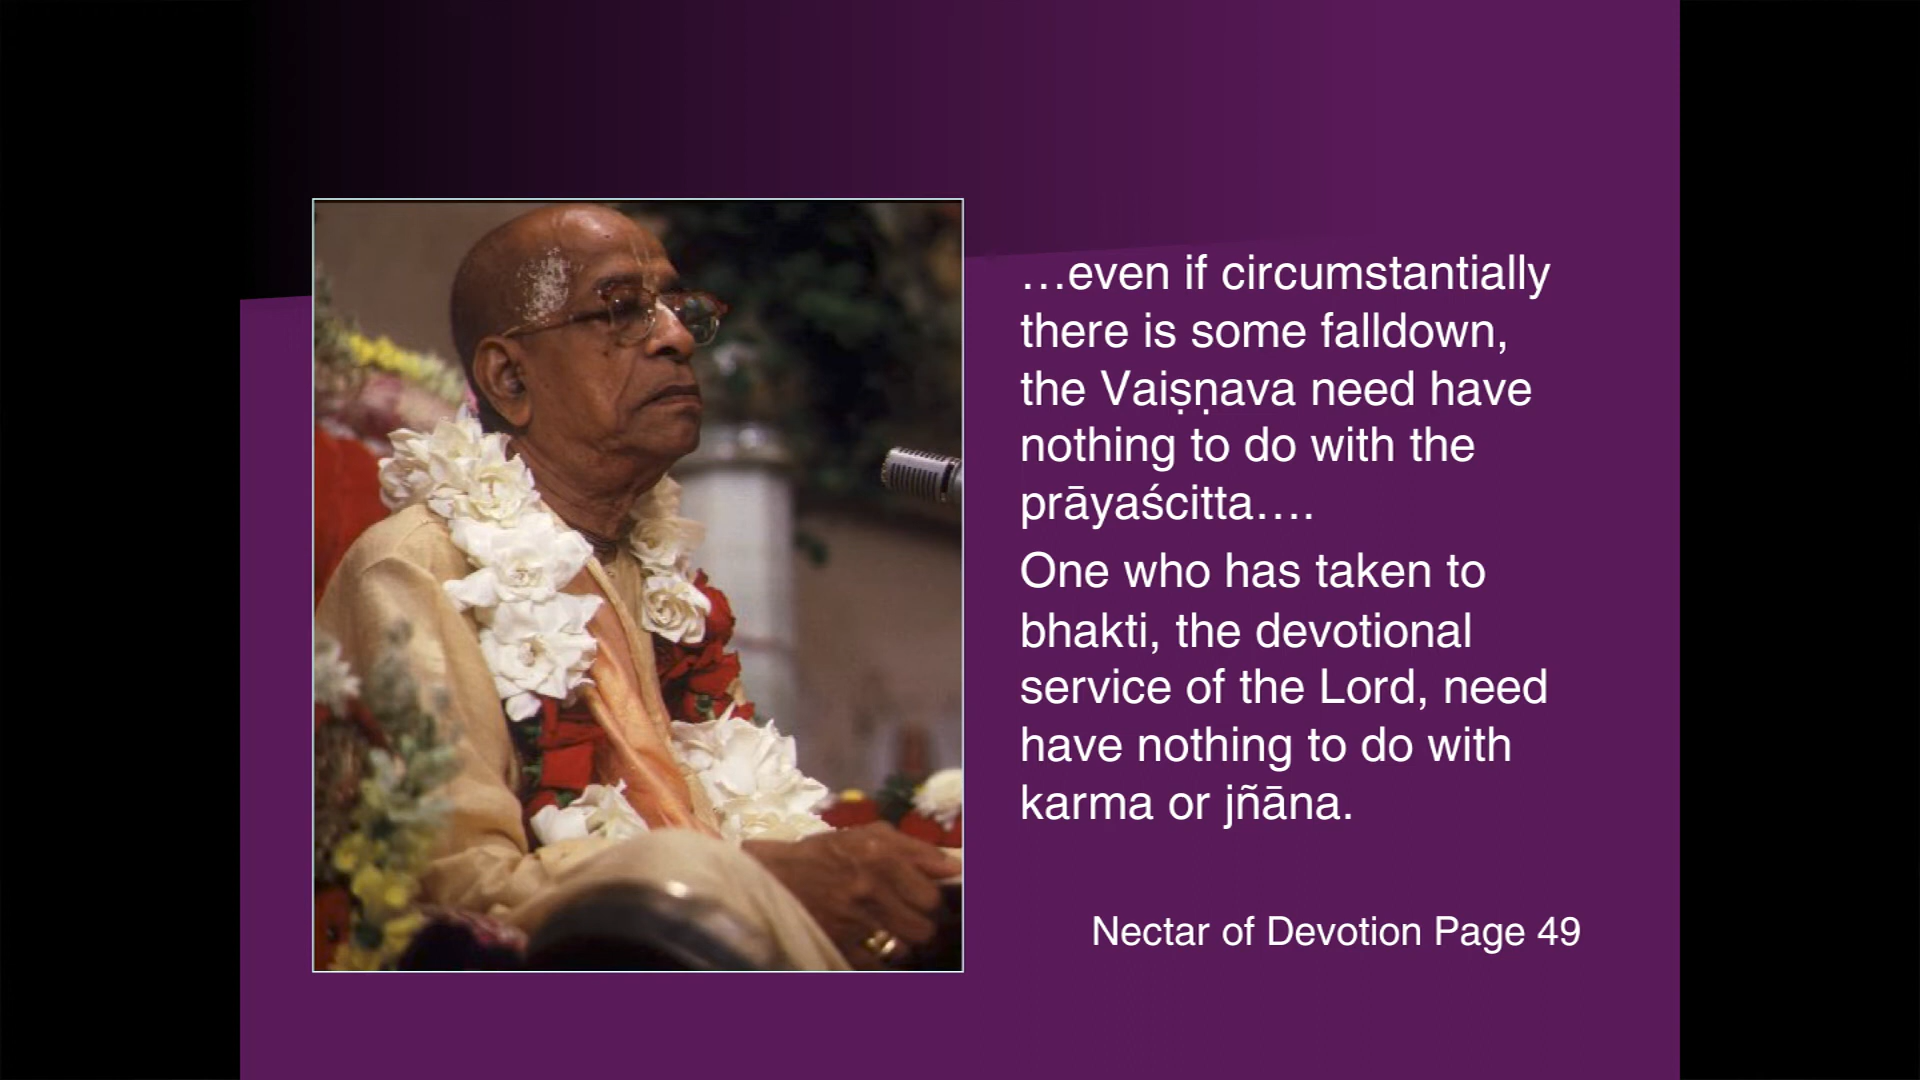 …even if circumstantially
there is some falldown,
the Vaiṣṇava need have
nothing to do with the
prāyaścitta….
One who has taken to
bhakti, the devotional
service of the Lord, need
have nothing to do with
karma or jñāna.
Nectar of Devotion Page 49